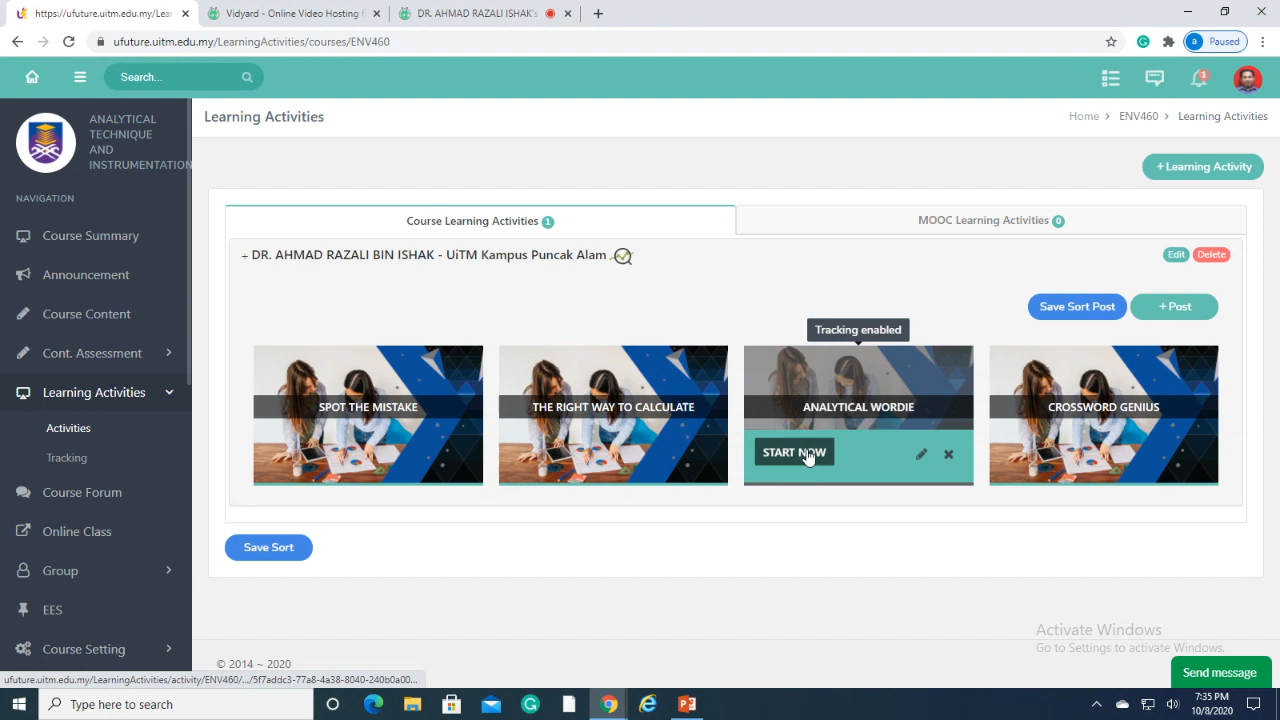 https://ufuture.uitm.edu.my/Lear
Vidyard - Online Video Hosting f
DR. AHMAD RAZALI ISHAK's
ufuture.uitm.edu.my/LearningActivities/courses/ENV460
a Paused
Search...
1
ANALYTICAL
TECHNIQUE
AND
INSTRUMENTATION
Learning Activities
Home > ENV460 > Learning Activities
+ Learning Activity
NAVIGATION
Course Summary
Announcement
Course Content
Cont. Assessment
Learning Activities
Activities
Tracking
Course Forum
Online Class
Group
EES
Course Setting
Course Learning Activities 1
MOOC Learning Activities 0
+ DR. AHMAD RAZALI BIN ISHAK - UiTM Kampus Puncak Alam
Edit Delete
Save Sort Post
+ Post
Tracking enabled
SPOT THE MISTAKE
THE RIGHT WAY TO CALCULATE
ANALYTICAL WORDIE
CROSSWORD GENIUS
START NOW
Save Sort
Activate Windows
Go to Settings to activate Windows.
© 2014 ~ 2020
Send message
ufuture.uitm.edu.my/LearningActivities/activity/ENV460/.../5f7addc3-77a8-4a38-8040-240b0a00...
Type here to search
7:35 PM
10/8/2020